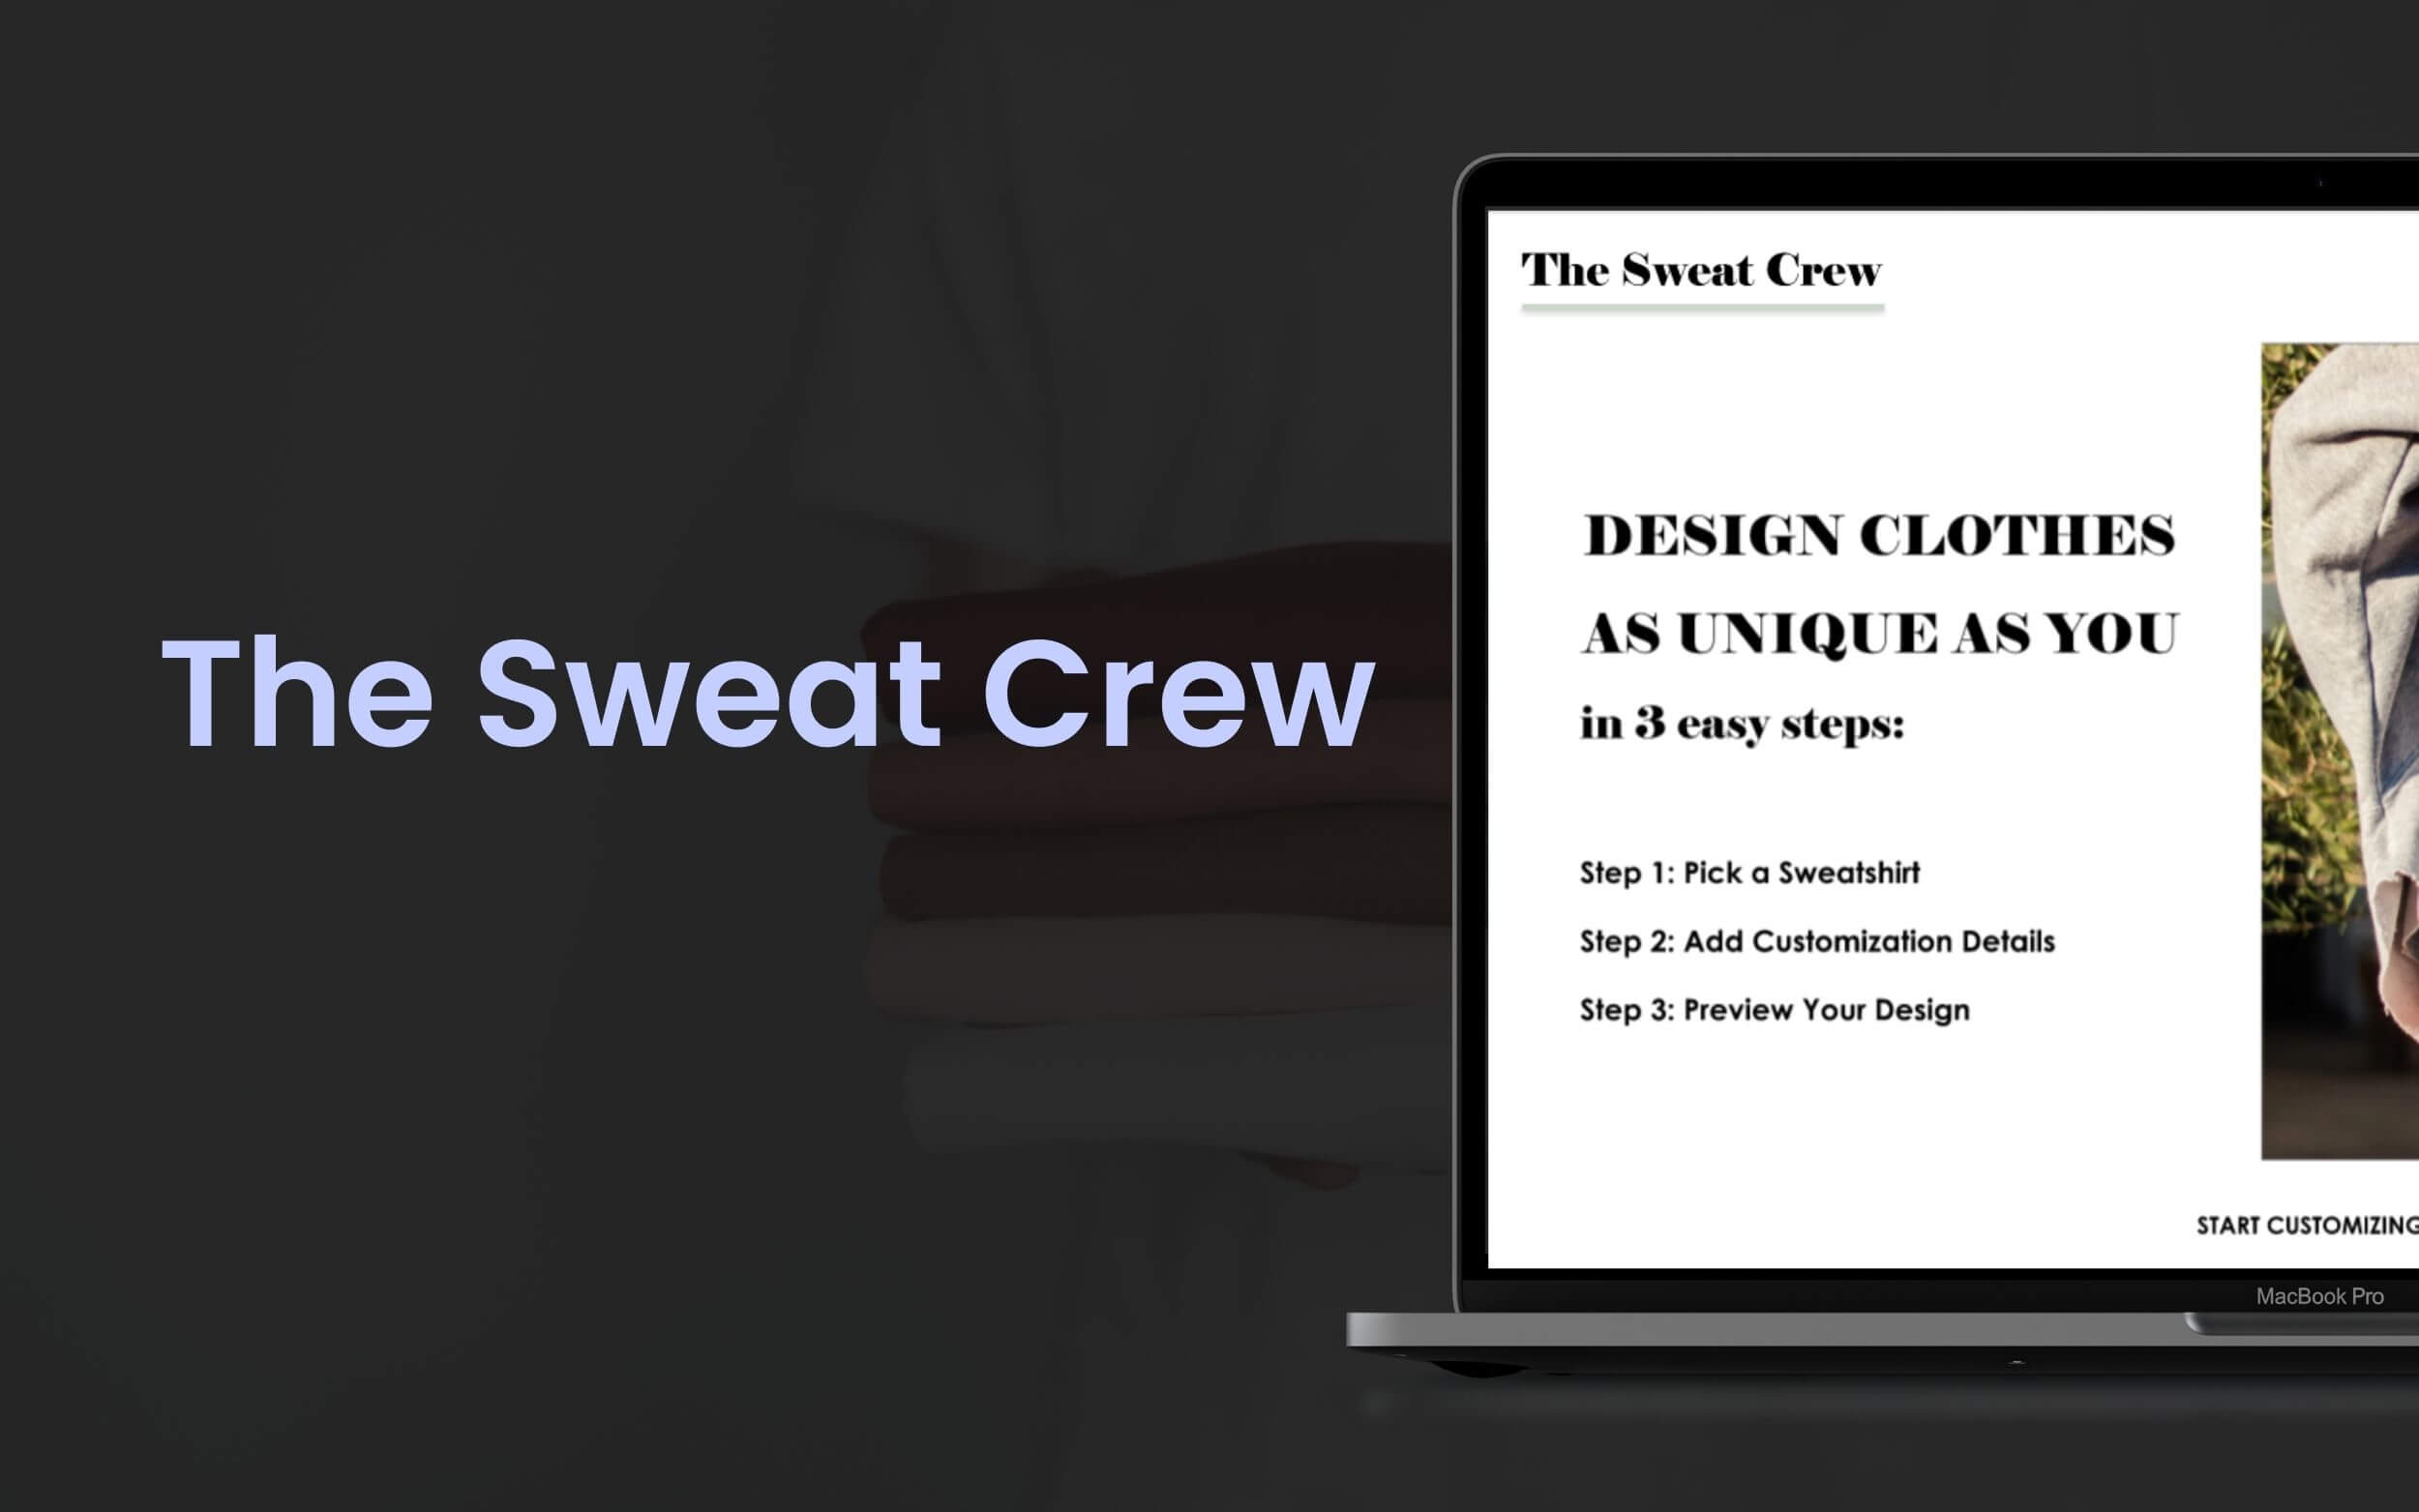 The Sweat Crew
The Sweat Crew
DESIGN CLOTHES
AS UNIQUE AS YOU
in 3 easy steps:
Step 1: Pick a Sweatshirt
Step 2: Add Customization Details
Step 3: Preview Your Design
START CUSTOMIZING
MacBook Pro